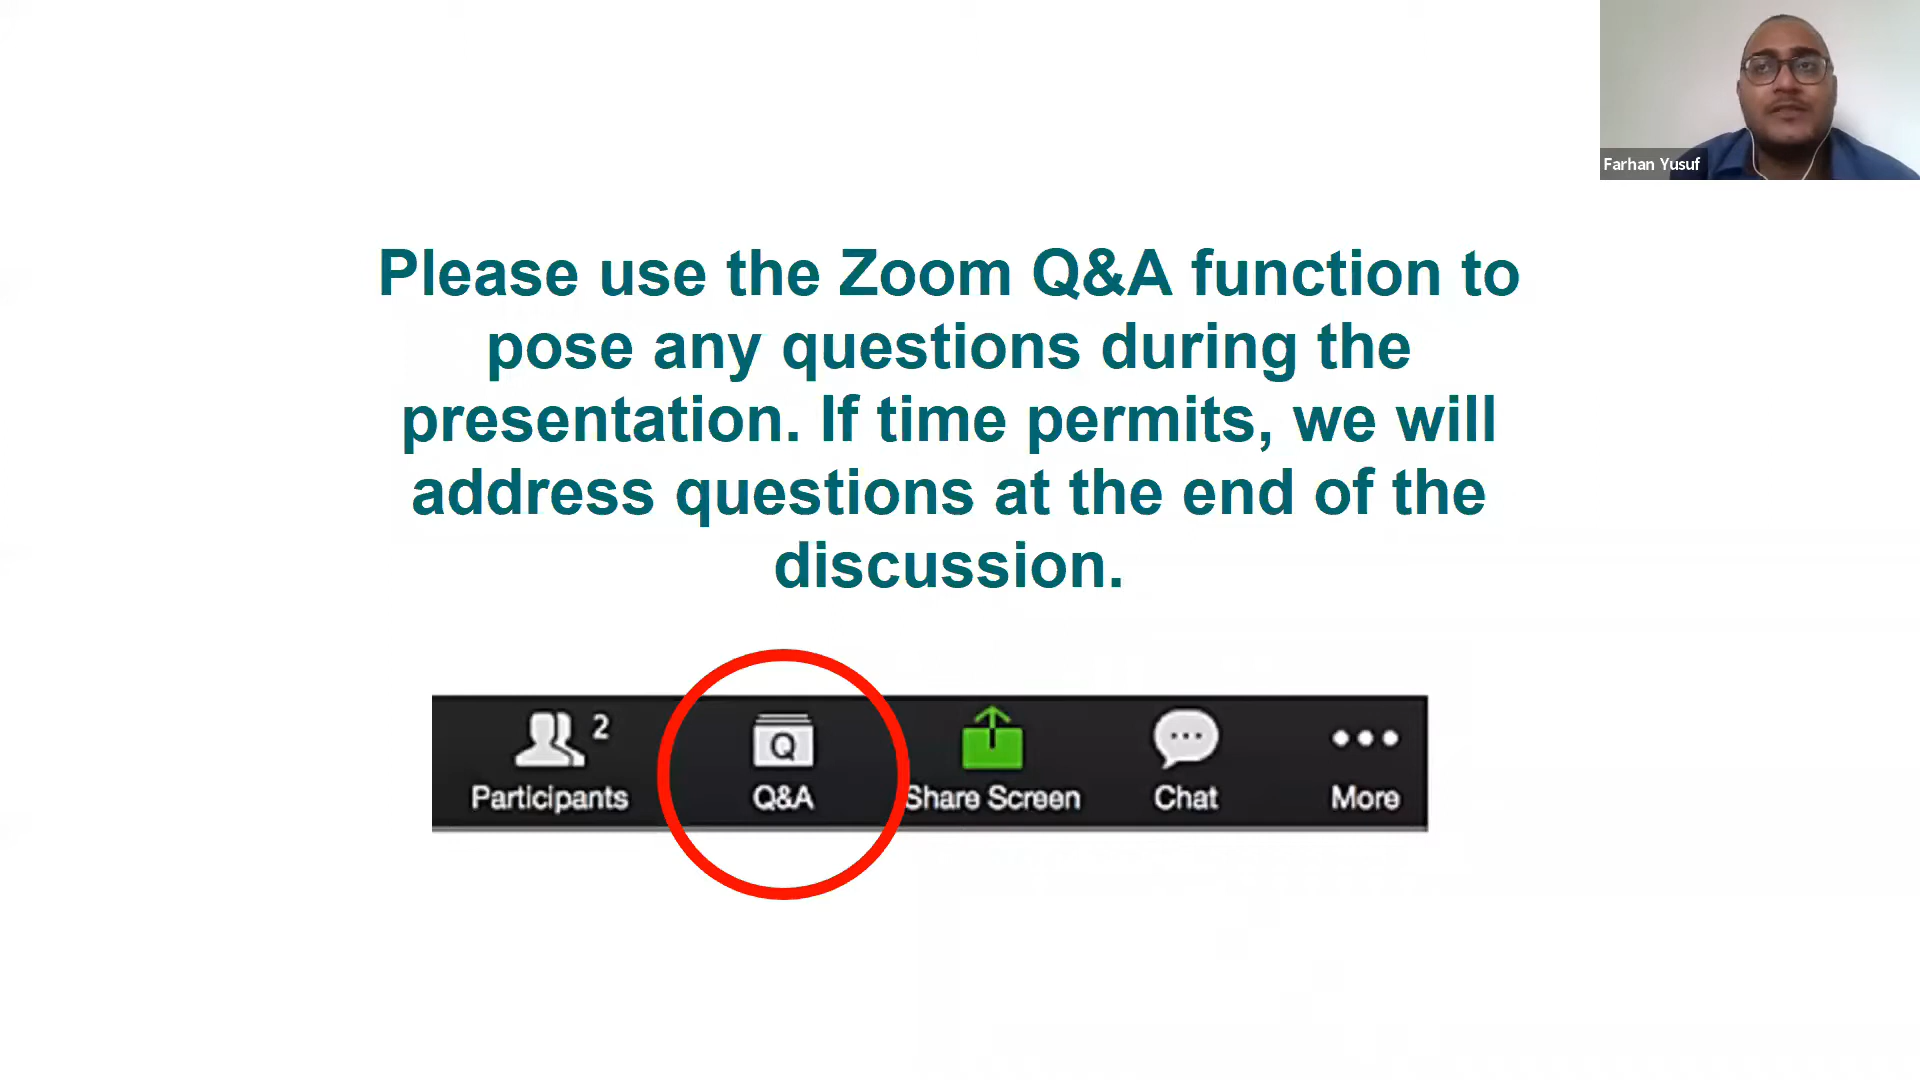 Farhan Yusuf
Please use the Zoom Q&A function to
pose any questions during the
presentation. If time permits, we will
address questions at the end of the
discussion.
2
Q
Participants
Q&A
Share Screen
Chat
More